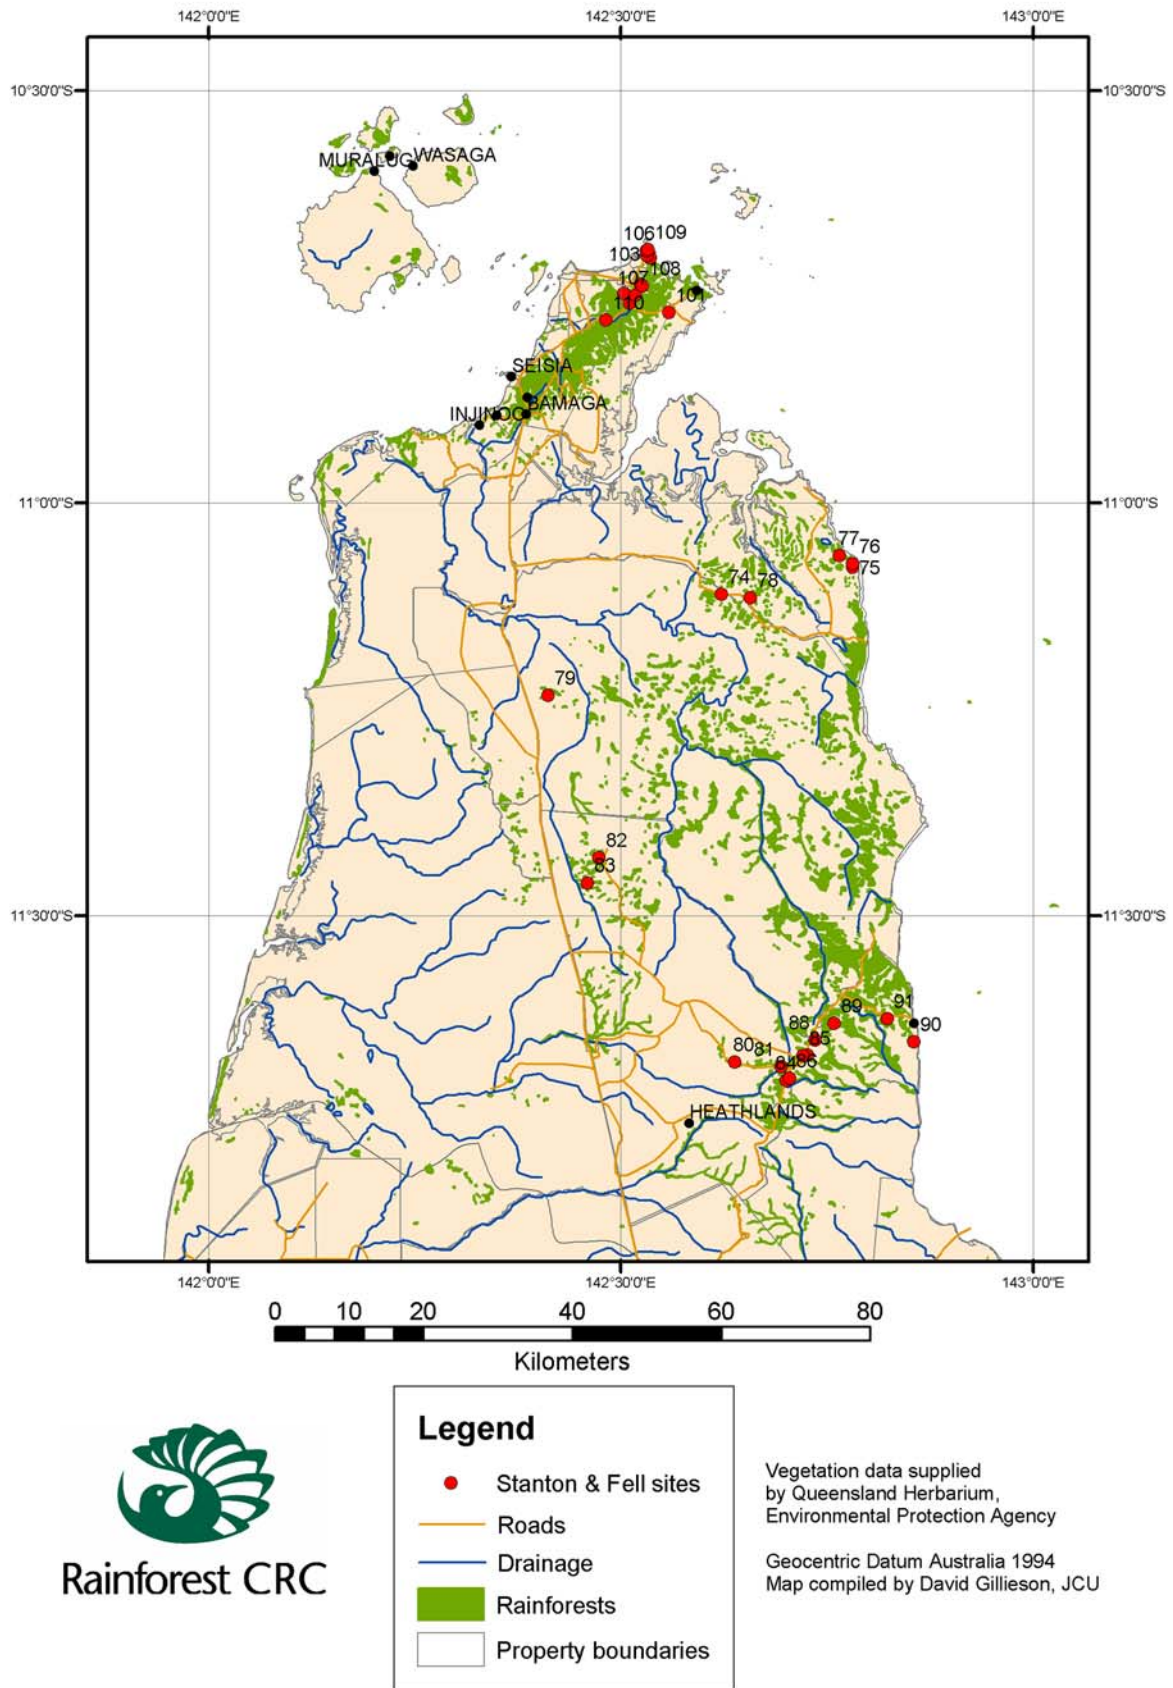 142°0'0"E 142°30'0"E 143°0'0"E
10°30'0"S 10°30'0"S
MURALUG WASAGA
106 109
103
108
107
101
110
SEISIA
BAMAGA
INJINOO
11°0'0"S 11°0'0"S
77 76
75
74 78
79
82
83
11°30'0"S 11°30'0"S
91
89
88 90
85
80 81
84 86
HEATHLANDS
142°0'0"E 142°30'0"E 143°0'0"E
0 10 20 40 60 80
Kilometers
Legend
Stanton & Fell sites
Roads
Drainage
Rainforests
Property boundaries
Rainforest CRC
Vegetation data supplied
by Queensland Herbarium,
Environmental Protection Agency
Geocentric Datum Australia 1994
Map compiled by David Gillieson, JCU